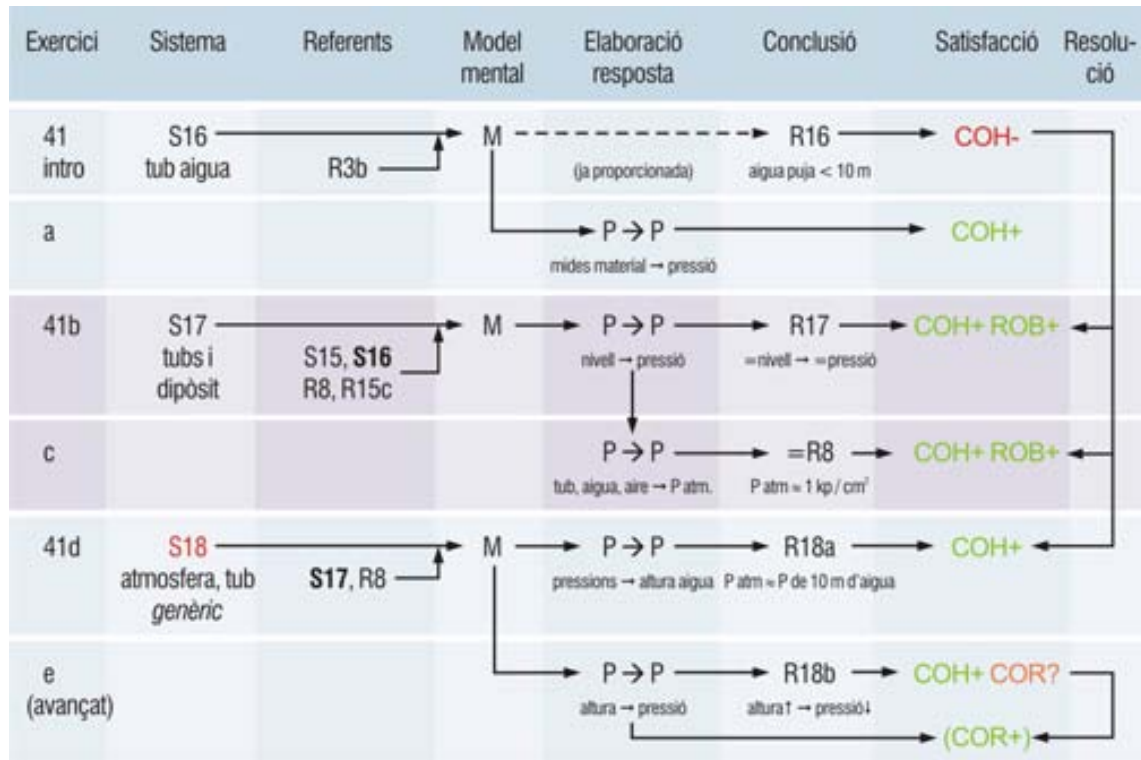 Exercici Sistema Referents Model mental Elaboració resposta Conclusió Satisfacció Resolu-ció
41 intro
S16
tub aigua
R3b
M
(ja proporcionada)
R16
aigua puja < 10 m
COH-
a
P → P
mides material → pressió
COH+
41b
S17
tubs i
dipòsit
S15, S16
R8, R15c
M
P → P
nivell → pressió
R17
=nivell → =pressió
COH+ ROB+
c
P → P
tub, aigua, aire → P atm.
=R8
P atm ≈ 1 kp/cm²
COH+ ROB+
41d
S18
atmosfera, tub
genèric
S17, R8
M
P → P
pressions → altura aigua
R18a
P atm ≈ P de 10 m d'aigua
COH+
e
(avançat)
P → P
altura → pressió
R18b
altura↑ → pressió↓
COH+ COR?
(COR+)